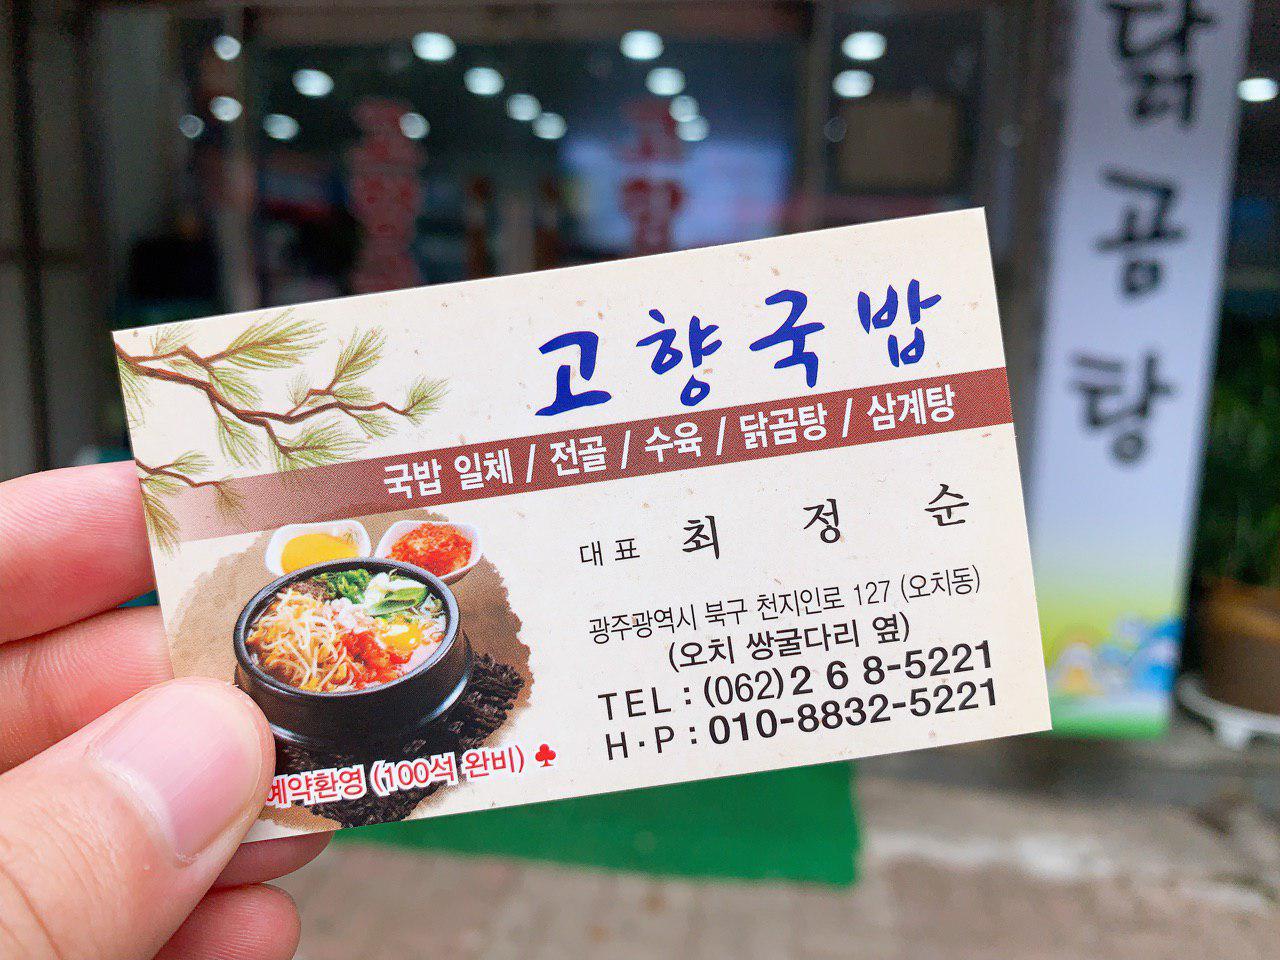 고향국밥
국밥 일체 / 전골 / 수육 / 닭곰탕 / 삼계탕
대표 최 정 순
광주광역시 북구 천지인로 127 (오치동)
(오치 쌍굴다리 옆)
TEL : (062) 2 6 8-5221
H·P : 010-8832-5221
예약환영 (100석 완비)
닭곰탕
고향